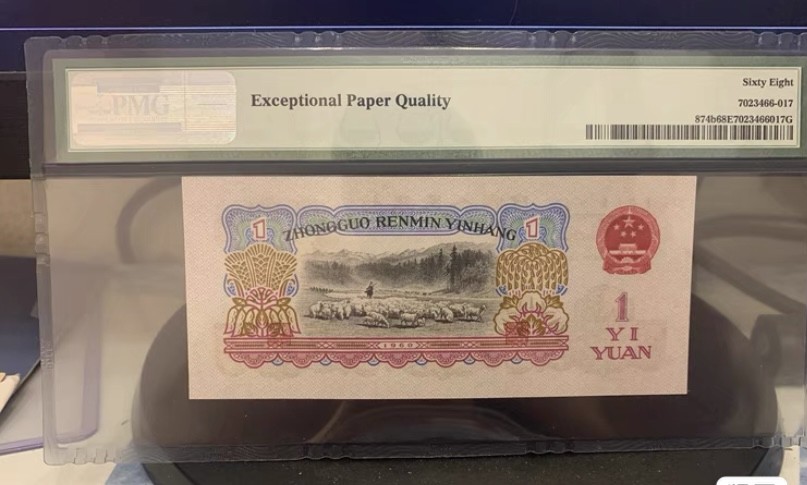 PMG
Exceptional Paper Quality
Sixty Eight
7023466-017
874b68E7023466017G
1
ZHONGGUO RENMIN YINHANG
1
1960
1
YI
YUAN